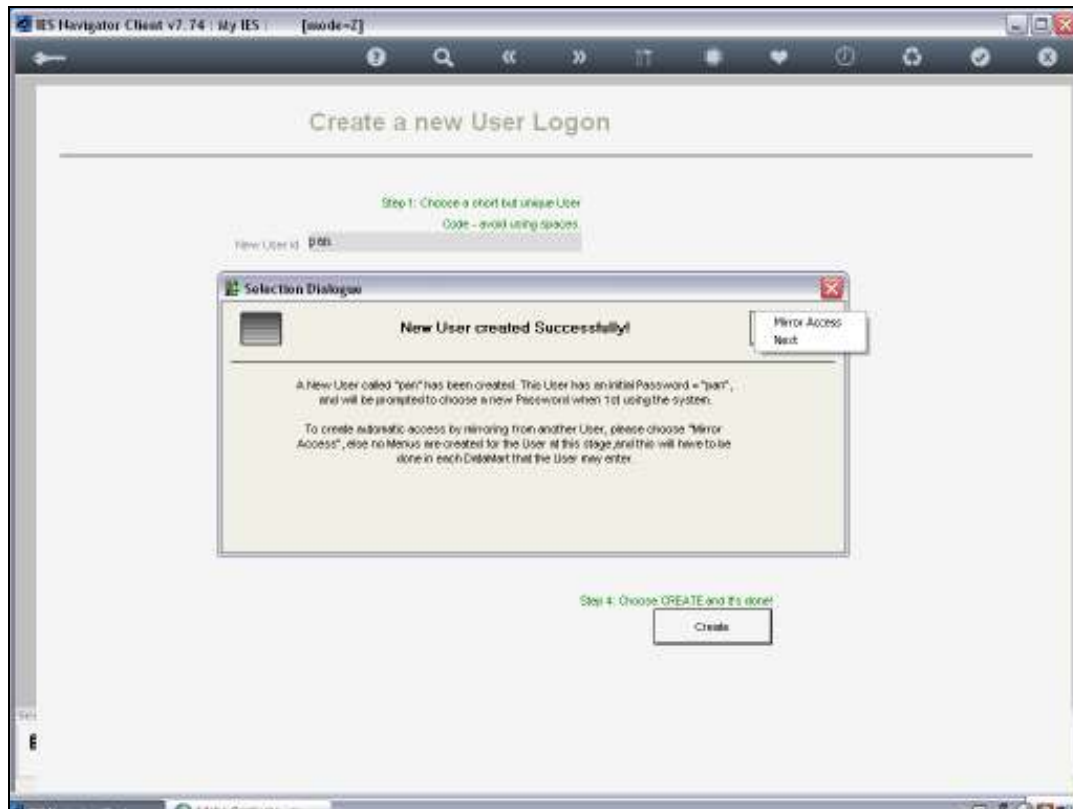 IES Navigator Client v7.74 : My IES : [mode=Z]
Create a new User Logon
Step 1: Choose a short but unique User
Code - avoid using spaces
New User id pan
Selection Dialogue
New User created Successfully!
Mirror Access
Next
A New User called "pan" has been created. This User has an initial Password = "pan",
and will be prompted to choose a new Password when 1st using the system.
To create automatic access by mirroring from another User, please choose "Mirror
Access", else no Menus are created for the User at this stage,and this will have to be
done in each DataMart that the User may enter.
Step 4: Choose CREATE and it's done!
Create